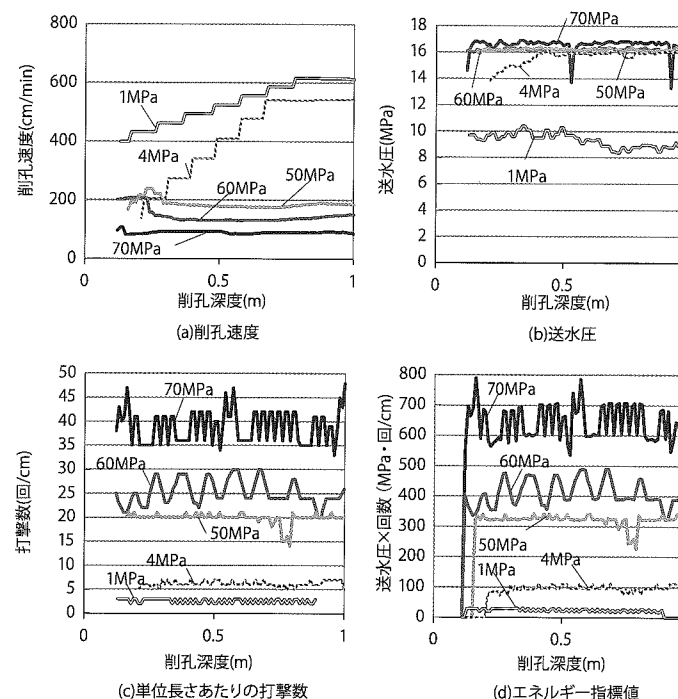 800
600
400
200
0
削孔速度(cm/min)
1MPa
4MPa
50MPa
60MPa
70MPa
0
0.5
1
削孔深度(m)
(a)削孔速度
18
16
14
12
10
8
6
4
2
0
送水圧(MPa)
70MPa
60MPa
4MPa
50MPa
1MPa
0
0.5
削孔深度(m)
(b)送水圧
50
45
40
35
30
25
20
15
10
5
0
打撃数(回/cm)
70MPa
60MPa
50MPa
4MPa
1MPa
0
0.5
1
削孔深度(m)
(c)単位長さあたりの打撃数
800
700
600
500
400
300
200
100
0
送水圧×回数 (MPa・回/cm)
70MPa
60MPa
50MPa
1MPa
4MPa
0
0.5
削孔深度(m)
(d)エネルギー指標値